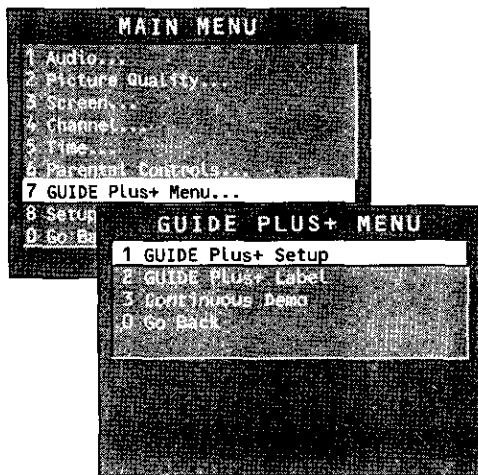 MAIN MENU
1 Audio...
2 Picture Quality...
3 Screen...
4 Channel...
5 Time...
6 Parental Controls...
7 GUIDE Plus+ Menu...
8 Setup
0 Go Ba
GUIDE PLUS+ MENU
1 GUIDE Plus+ Setup
2 GUIDE Plus+ Label
3 Continuous Demo
0 Go Back